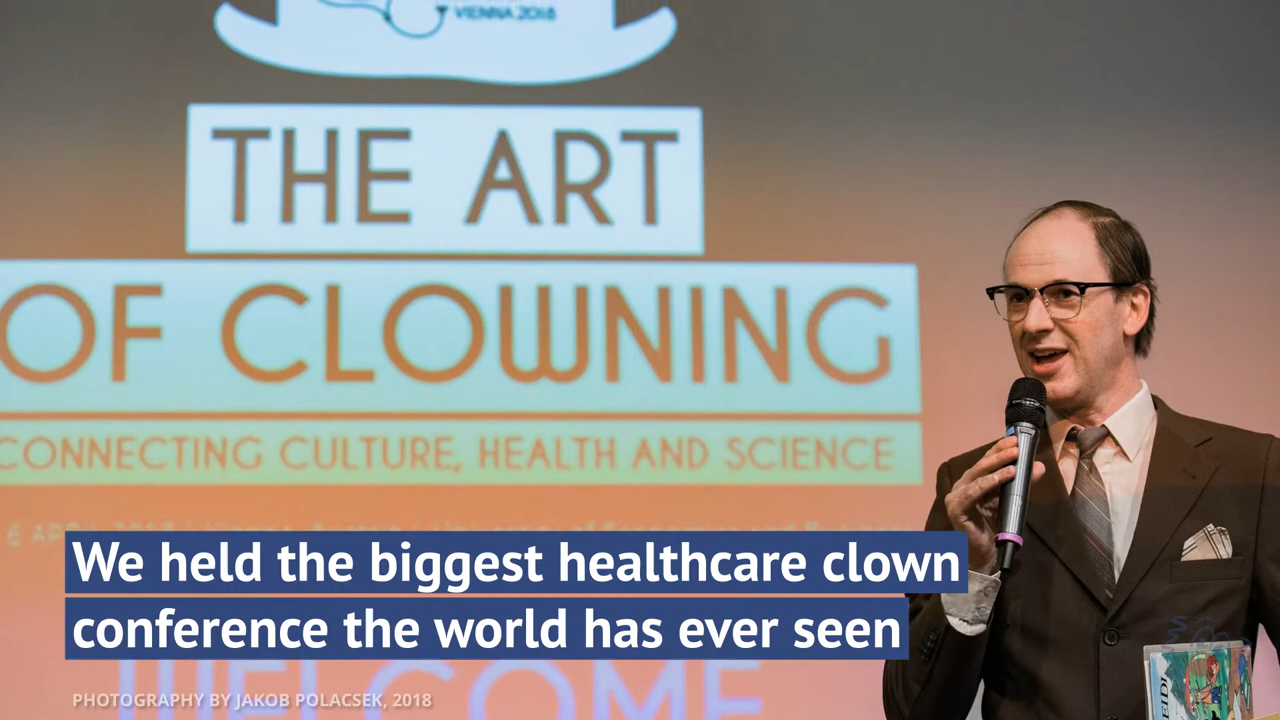 VIENNA 2018
THE ART
OF CLOWNING
CONNECTING CULTURE, HEALTH AND SCIENCE
We held the biggest healthcare clown
conference the world has ever seen
WELCOME
PHOTOGRAPHY BY JAKOB POLACSEK, 2018